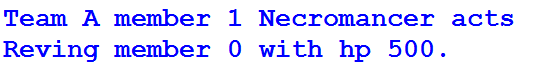 Team A member 1 Necromancer acts
Reving member 0 with hp 500.